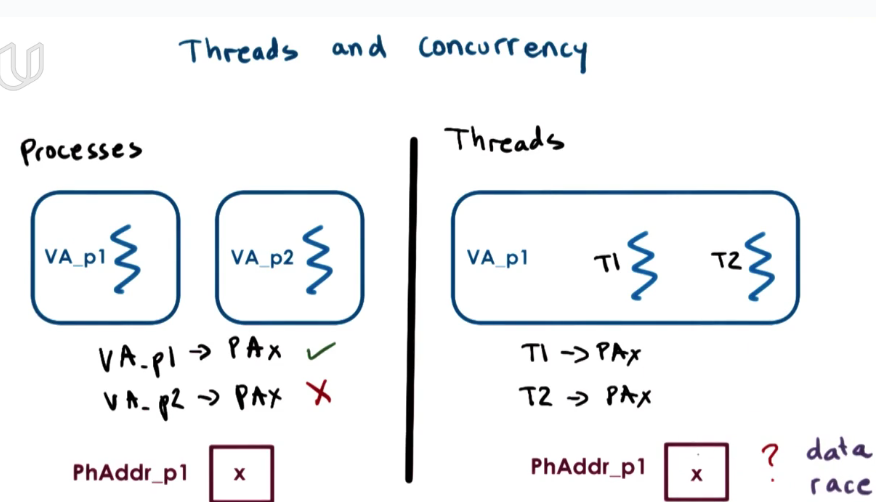 Threads and concurrency
Processes
VA_p1
VA_p2
VA_p1 → PAx ✓
VA_p2 → PAx X
PhAddr_p1 x
Threads
VA_p1 T1 T2
T1 → PAx
T2 → PAx
PhAddr_p1 x ? data
race